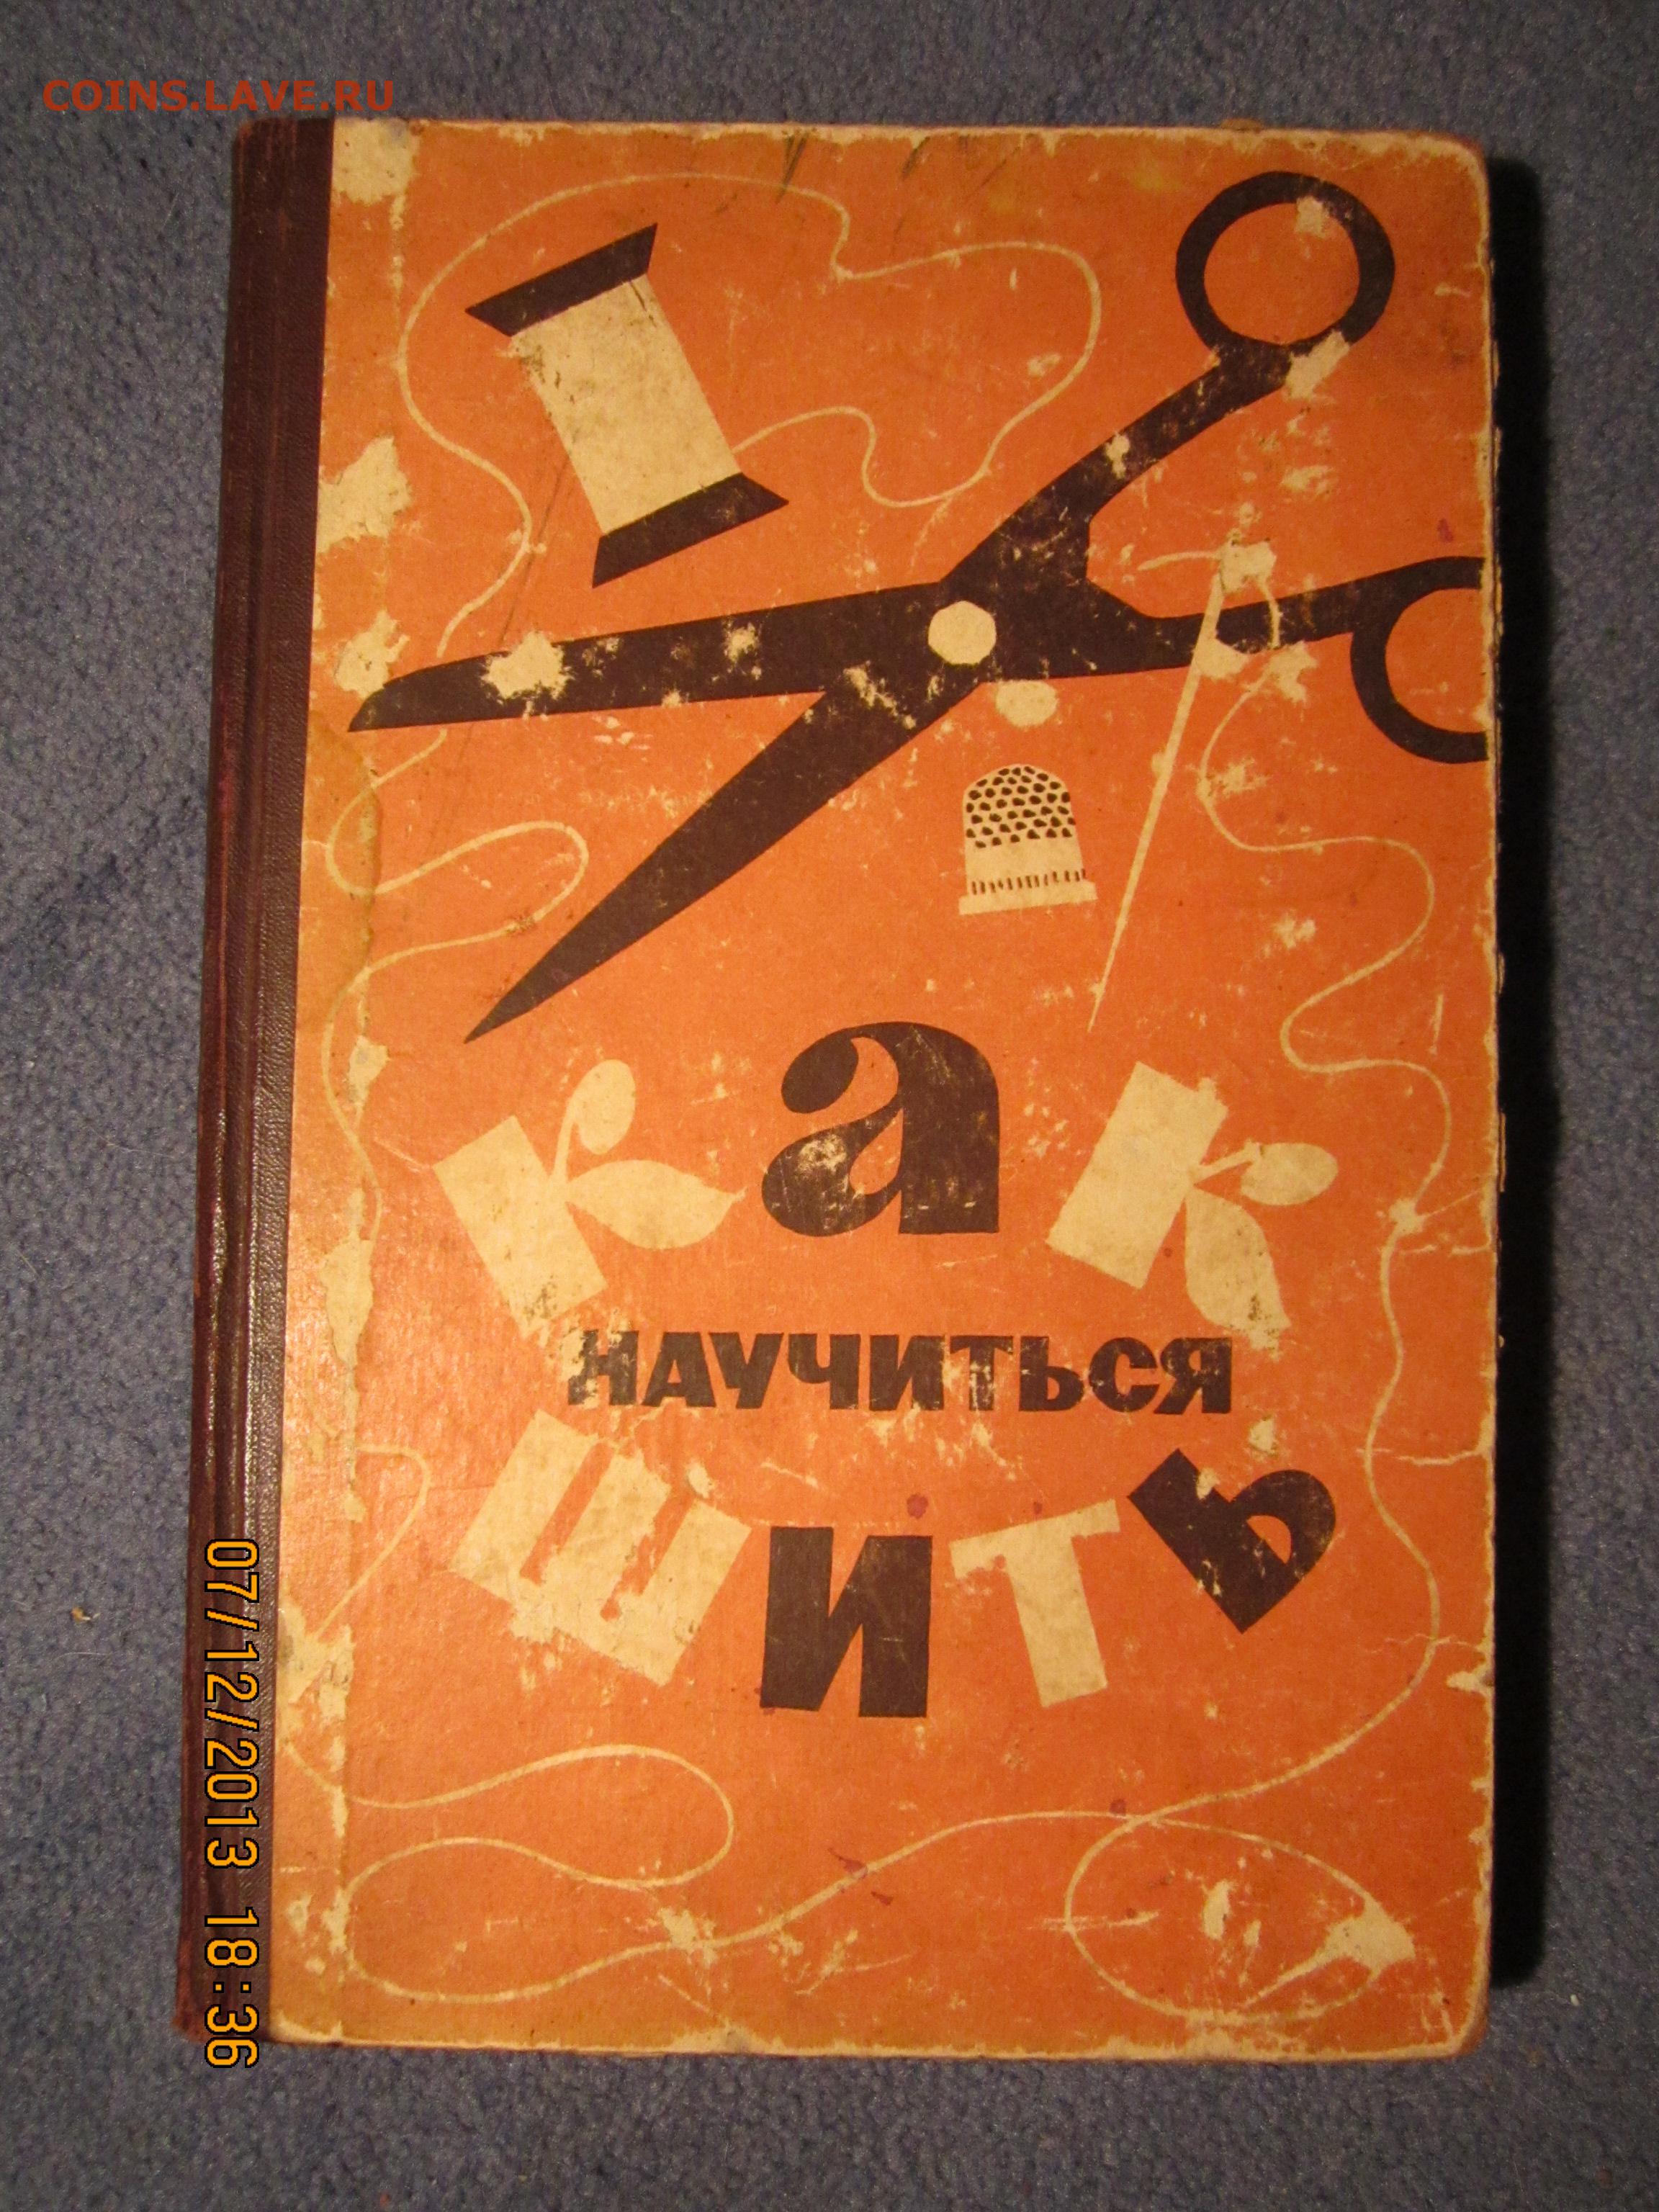 COINS.LAVE.RU
как
научиться
шить
07/12/2013 18:36